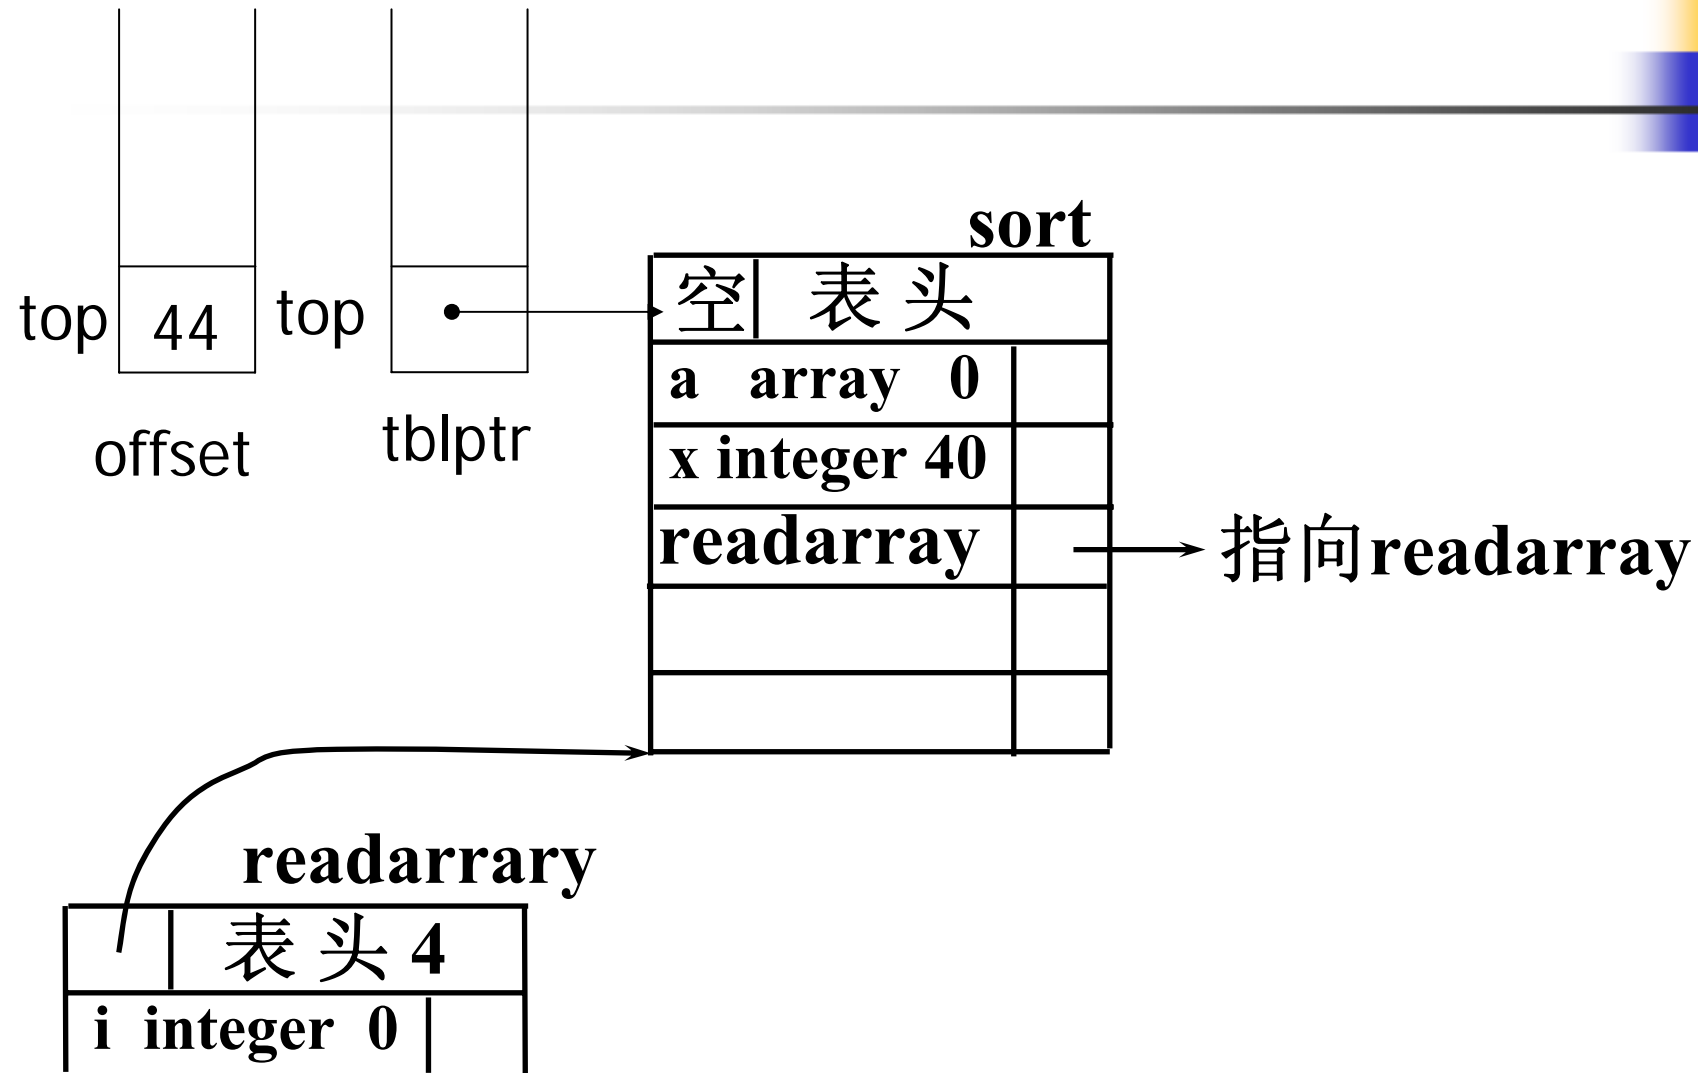 sort
空 表 头
top 44 top
a array 0
offset tblptr
x integer 40
readarray
指向readarray
readarrary
表 头 4
i integer 0